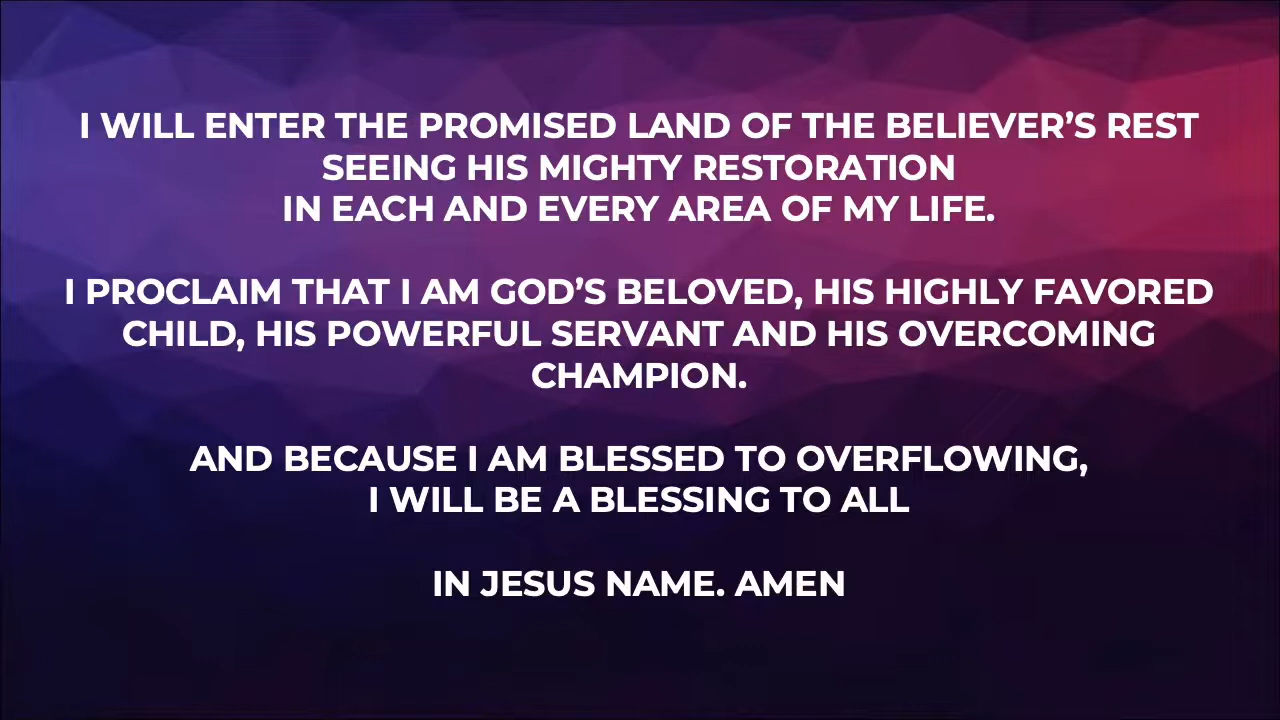 I WILL ENTER THE PROMISED LAND OF THE BELIEVER’S REST
SEEING HIS MIGHTY RESTORATION
IN EACH AND EVERY AREA OF MY LIFE.
I PROCLAIM THAT I AM GOD’S BELOVED, HIS HIGHLY FAVORED
CHILD, HIS POWERFUL SERVANT AND HIS OVERCOMING
CHAMPION.
AND BECAUSE I AM BLESSED TO OVERFLOWING,
I WILL BE A BLESSING TO ALL
IN JESUS NAME. AMEN